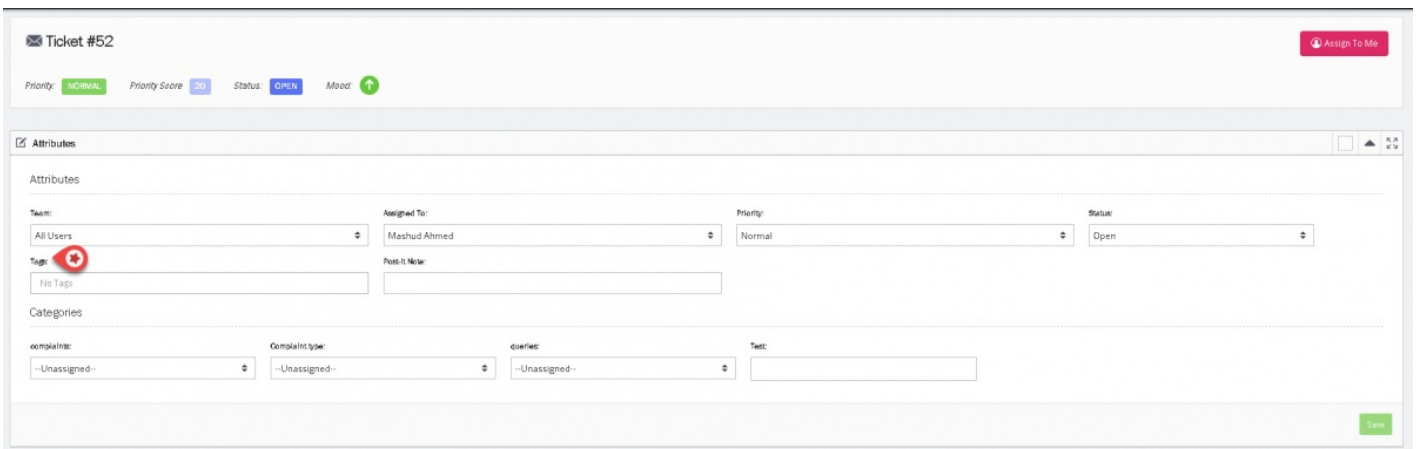 Ticket #52
Assign To Me
Priority: NORMAL Priority Score 20 Status: OPEN Mood:
Attributes
Attributes
Team: Assigned To: Priority: Status:
All Users Mashud Ahmed Normal Open
Tags: Post-It Note:
No Tags
Categories
complaints: Complaint type: queries: Test:
--Unassigned-- --Unassigned-- --Unassigned--
Save